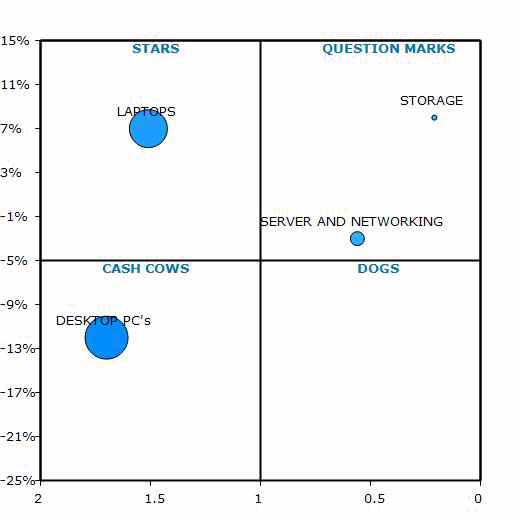 15%
STARS
QUESTION MARKS
11%
LAPTOPS
STORAGE
7%
3%
-1%
SERVER AND NETWORKING
-5%
CASH COWS
DOGS
-9%
DESKTOP PC's
-13%
-17%
-21%
-25%
2 1.5 1 0.5 0